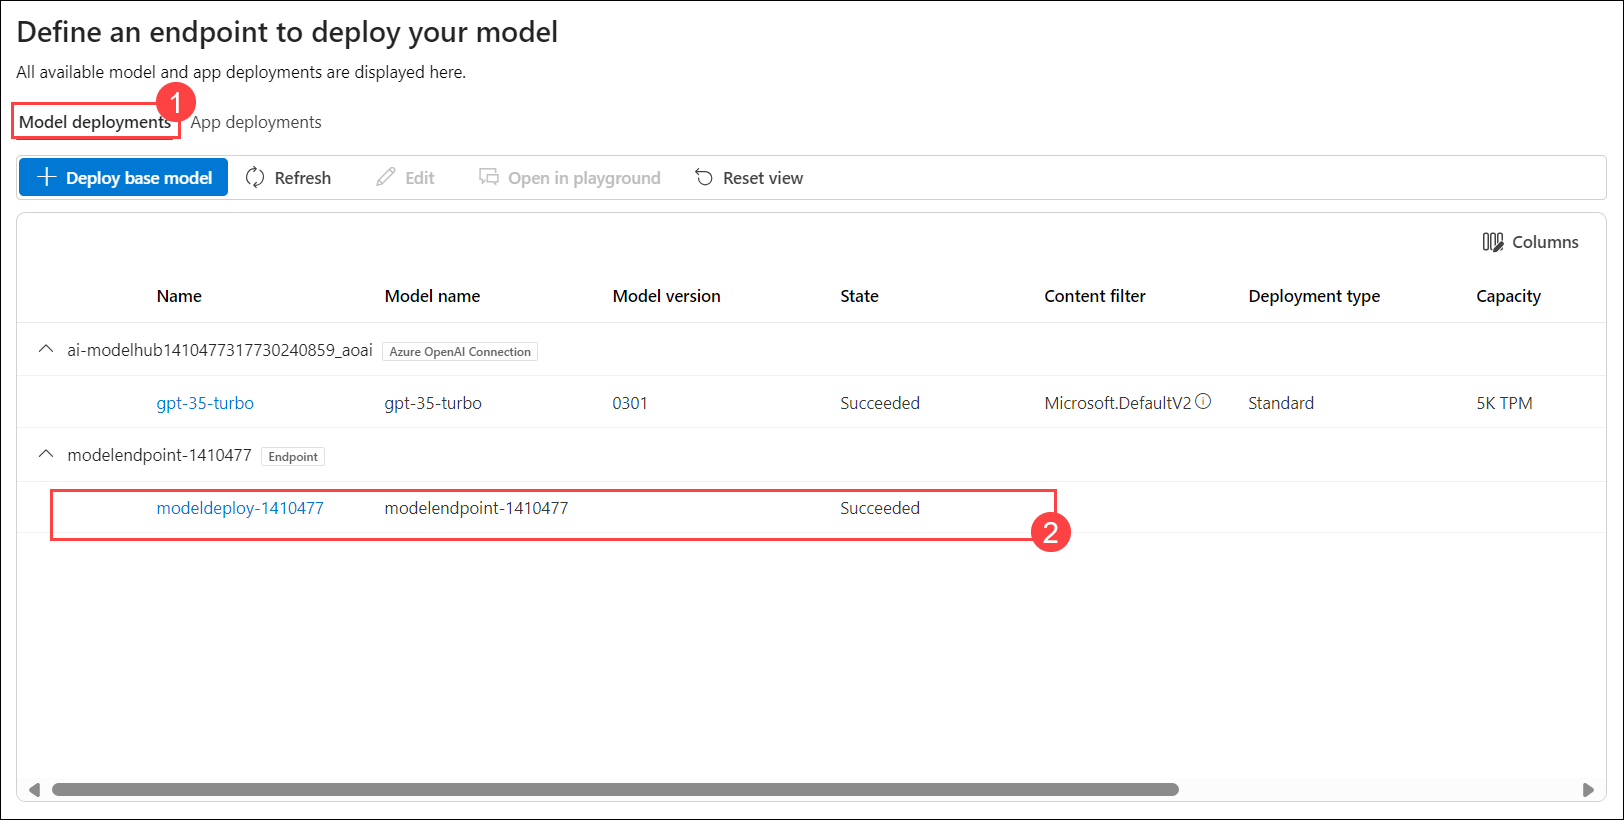 Define an endpoint to deploy your model
All available model and app deployments are displayed here.
1
Model deployments App deployments
Deploy base model Refresh Edit Open in playground Reset view
Columns
Name Model name Model version State Content filter Deployment type Capacity
ai-modelhub1410477317730240859_aoai Azure OpenAI Connection
gpt-35-turbo gpt-35-turbo 0301 Succeeded Microsoft.DefaultV2 Standard 5K TPM
modelendpoint-1410477 Endpoint
modeldeploy-1410477 modelendpoint-1410477 Succeeded
2